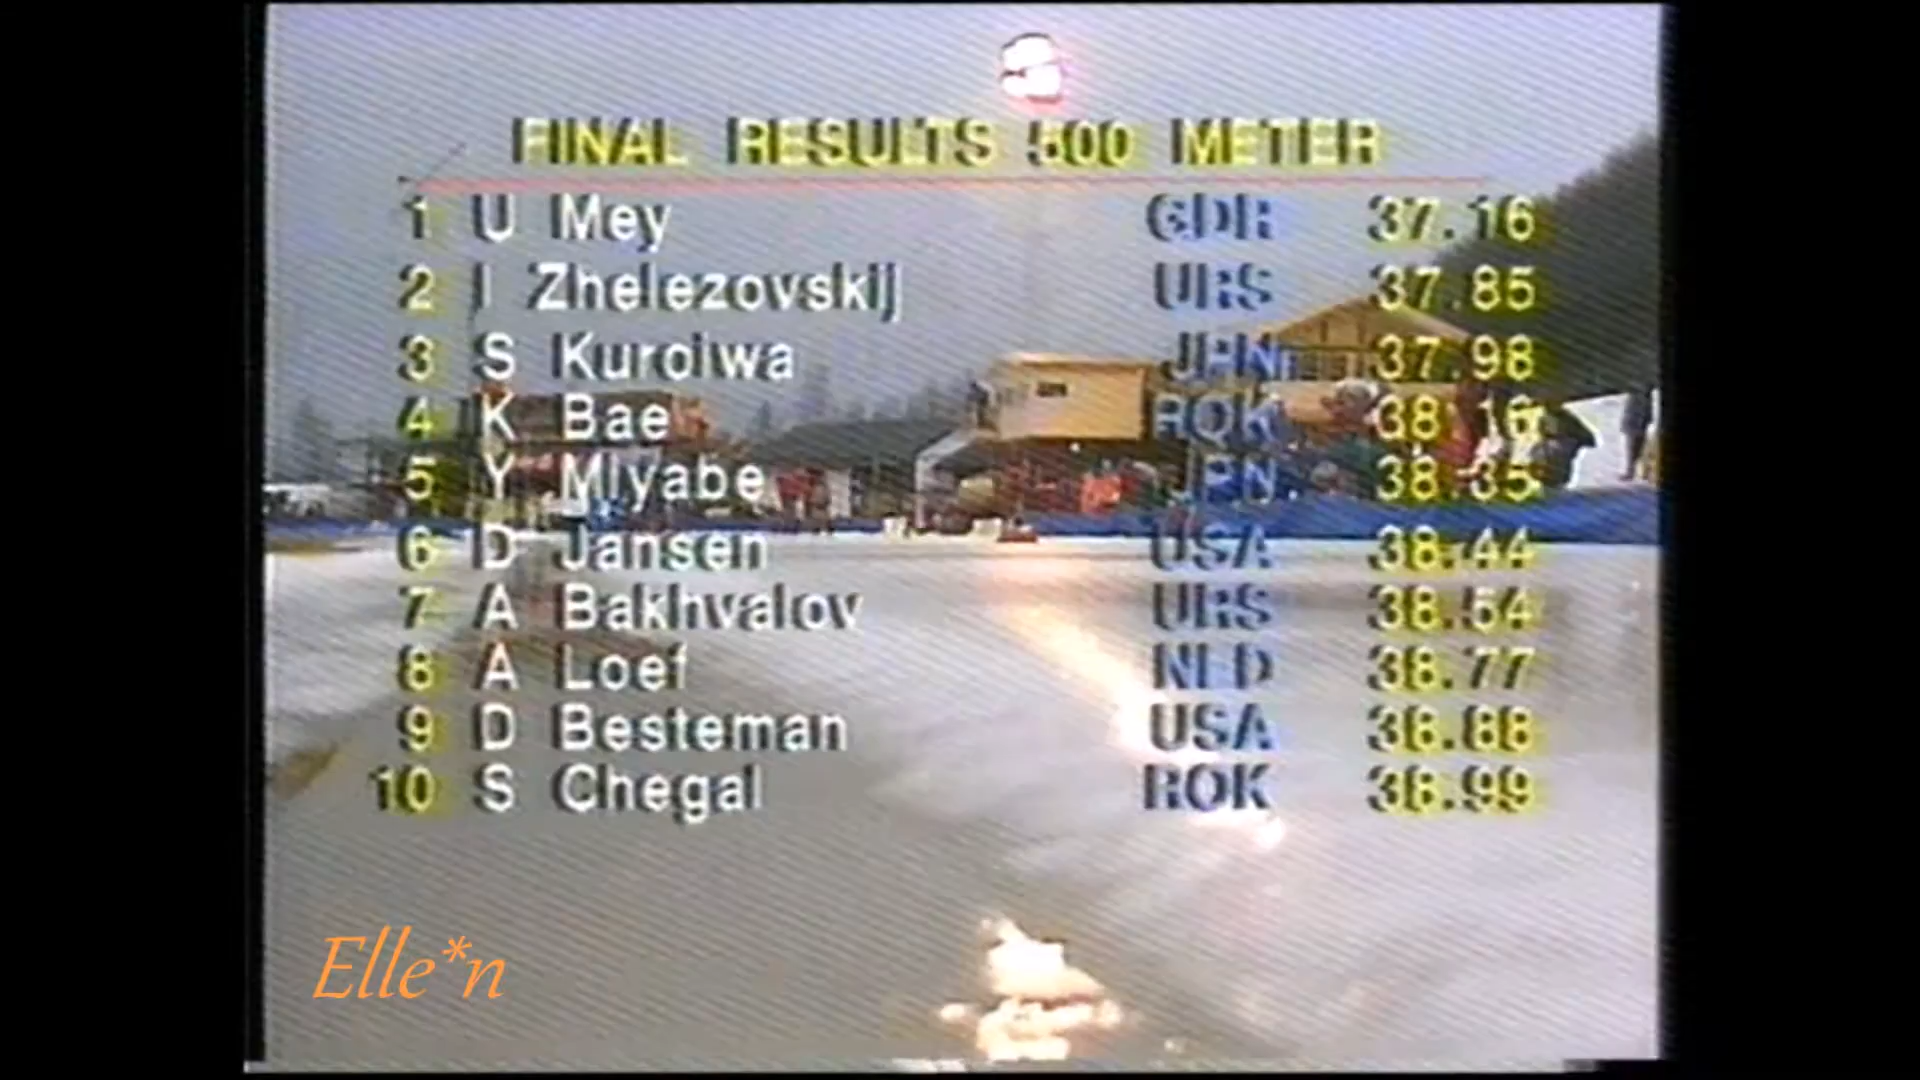 FINAL RESULTS 500 METER
1 U Mey GDR 37.16
2 I Zhelezovskij URS 37.85
3 S Kuroiwa JPN 37.98
4 K Bae ROK 38.16
5 Y Miyabe JPN 38.35
6 D Jansen USA 38.44
7 A Bakhvalov URS 38.54
8 A Loef NED 38.77
9 D Besteman USA 38.88
10 S Chegal ROK 38.99
Elle*n